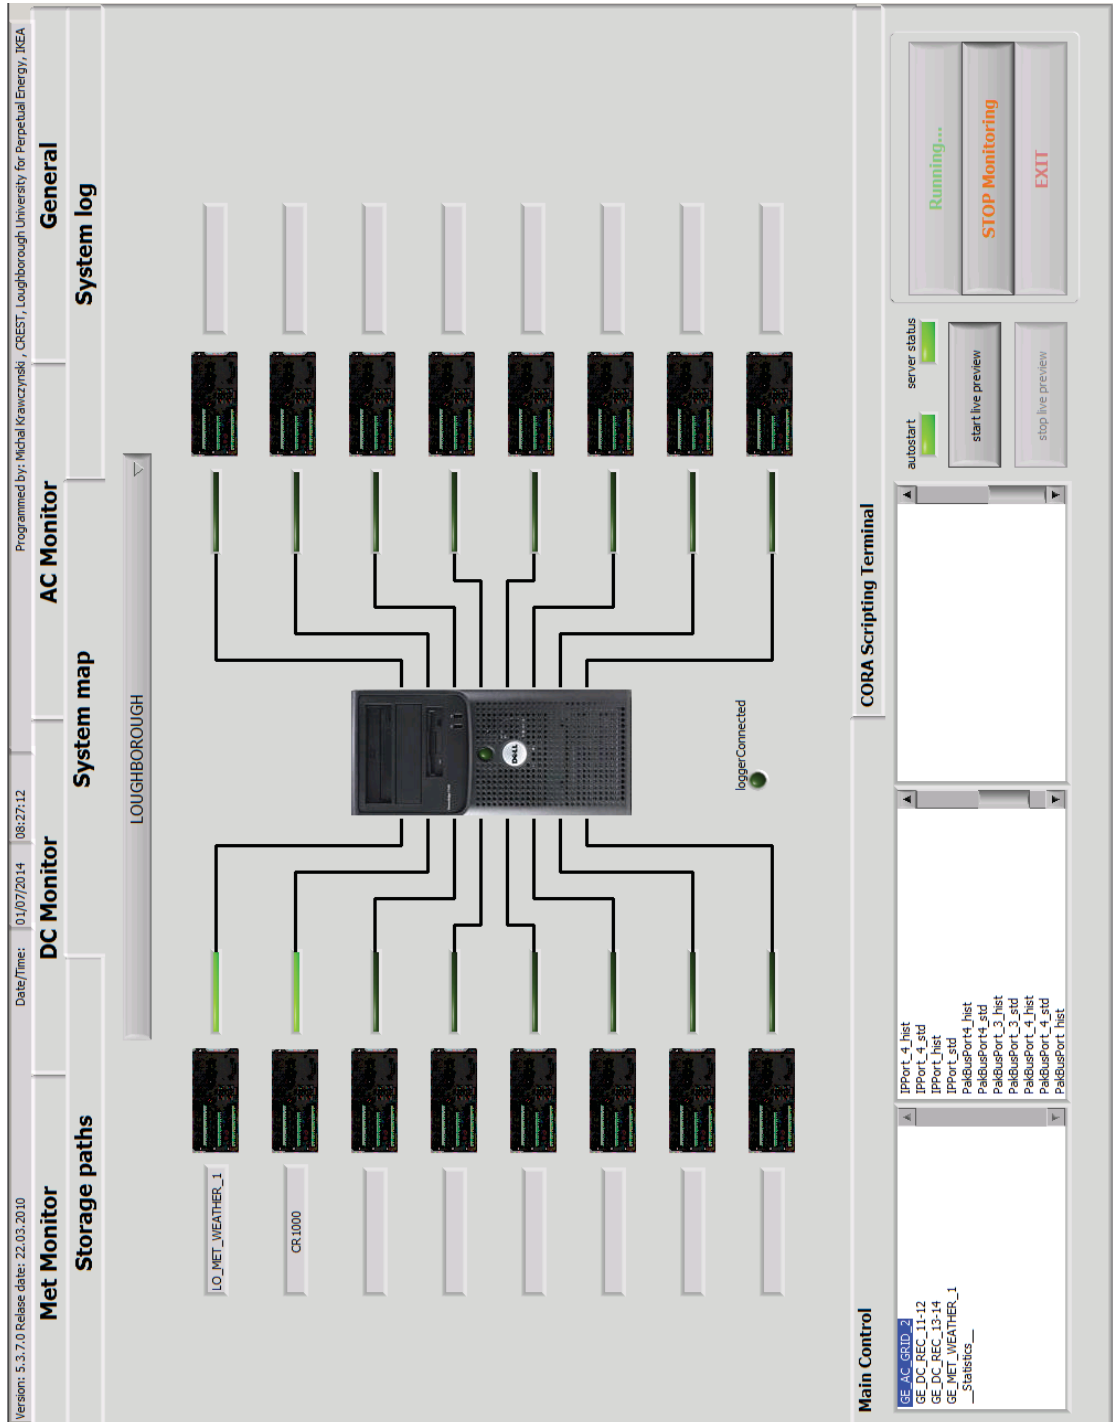 Version: 5.3.7.0 Relase date: 22.03.2010
Date/Time:
01/07/2014
08:27:12
Programmed by: Michal Krawczynski , CREST, Loughborough University for Perpetual Energy, IKEA
Met Monitor
DC Monitor
AC Monitor
General
Storage paths
System map
System log
LOUGHBOROUGH
LO_MET_WEATHER_1
CR1000
DELL
loggerConnected
Main Control
CORA Scripting Terminal
GE_AC_GRID_2
GE_DC_REC_11-12
GE_DC_REC_13-14
GE_MET_WEATHER_1
__Statistics__
IPPort_4_hist
IPPort_4_std
IPPort_hist
IPPort_std
PakBusPort4_hist
PakBusPort4_std
PakBusPort_3_hist
PakBusPort_3_std
PakBusPort_4_hist
PakBusPort_4_std
PakBusPort hist
autostart
server status
start live preview
stop live preview
Running...
STOP Monitoring
EXIT